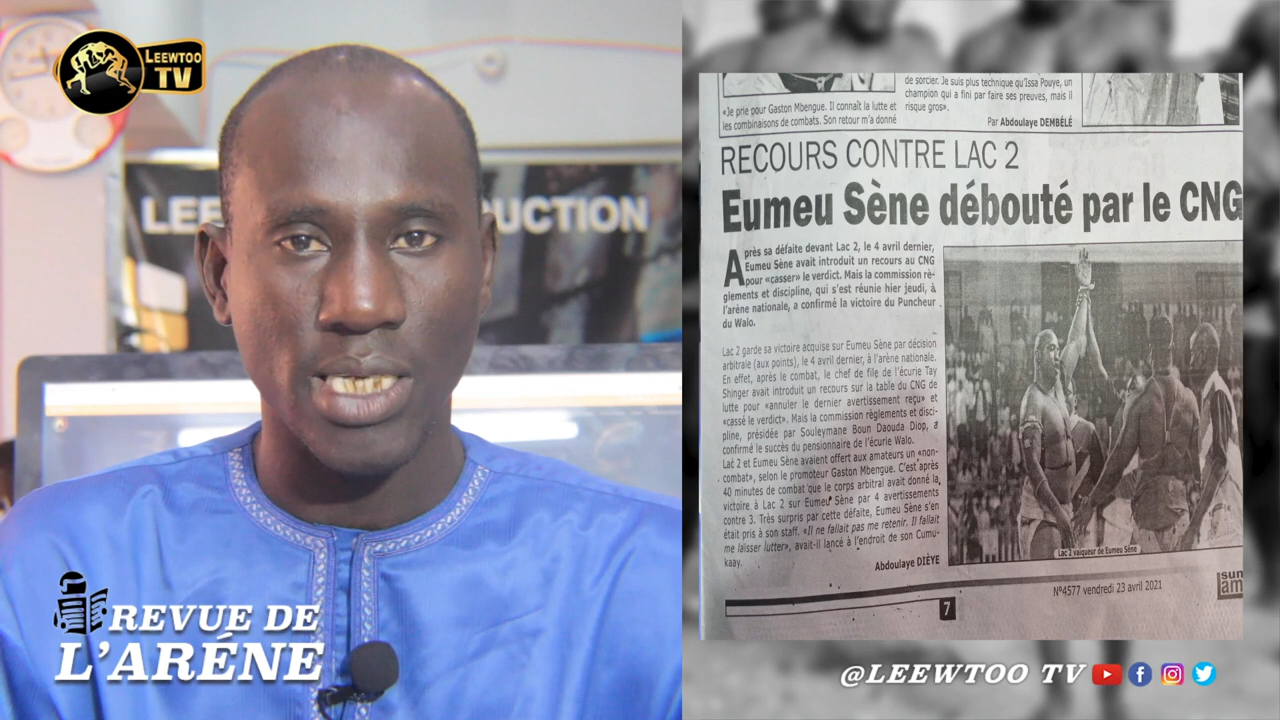 LEEWTOO
TV
LEE
UCTION
REVUE DE
L'ARÉNE
«Je prie pour Gaston Mbengue. Il connaît la lutte et
les combinaisons de combats. Son retour m'a donné
de sorcier. Je suis plus technique qu'Issa Pouye, un
champion qui a fini par faire ses preuves, mais il
risque gros».
Par Abdoulaye DEMBÉLÉ
RECOURS CONTRE LAC 2
Eumeu Sène débouté par le CNG
Après sa défaite devant Lac 2, le 4 avril dernier,
Eumeu Sène avait introduit un recours au CNG
pour «casser» le verdict. Mais la commission rè-
glements et discipline, qui s'est réunie hier jeudi, à
l'arène nationale, a confirmé la victoire du Puncheur
du Walo.
Lac 2 garde sa victoire acquise sur Eumeu Sène par décision
arbitrale (aux points), le 4 avril dernier, à l'arène nationale.
En effet, après le combat, le chef de file de l'écurie Tay
Shinger avait introduit un recours sur la table du CNG de
lutte pour «annuler le dernier avertissement reçu» et
«cassé le verdict». Mais la commission règlements et disci-
pline, présidée par Souleymane Boun Daouda Diop, a
confirmé le succès du pensionnaire de l'écurie Walo.
Lac 2 et Eumeu Sène avaient offert aux amateurs un «non-
combat», selon le promoteur Gaston Mbengue. C'est après
40 minutes de combat que le corps arbitral avait donné la
victoire à Lac 2 sur Eumeu Sène par 4 avertissements
contre 3. Très surpris par cette défaite, Eumeu Sène s'en
était pris à son staff. «Il ne fallait pas me retenir. Il fallait
me laisser lutter», avait-il lancé à l'endroit de son Cumu-
kaay.
Abdoulaye DIÈYE
Lac 2 vaiqueur de Eumeu Sène
7
N°4577 vendredi 23 avril 2021
sun
lam
@LEEWTOO TV